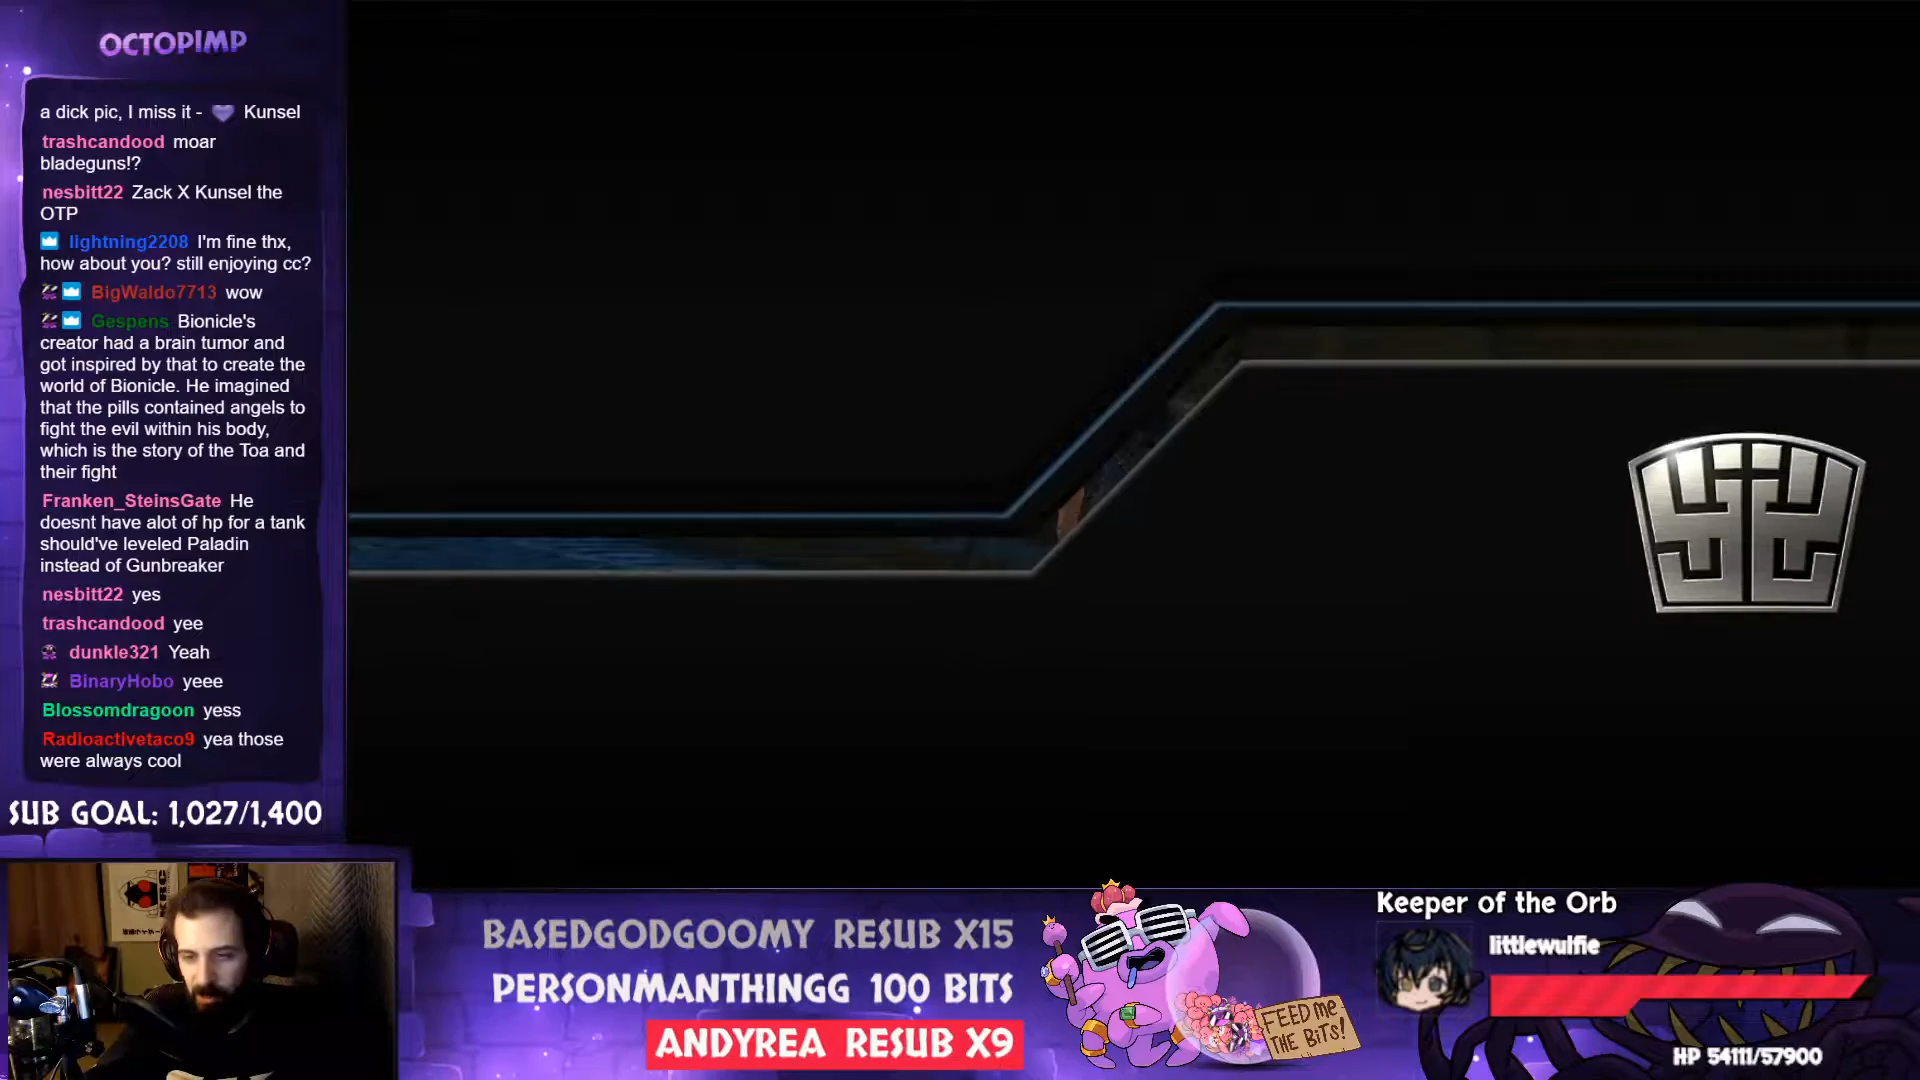 OCTOPIMP
a dick pic, I miss it - Kunsel
trashcandood moar
bladeguns!?
nesbitt22 Zack X Kunsel the
OTP
lightning2208 I'm fine thx,
how about you? still enjoying cc?
BigWaldo7713 wow
Gespens Bionicle's
creator had a brain tumor and
got inspired by that to create the
world of Bionicle. He imagined
that the pills contained angels to
fight the evil within his body,
which is the story of the Toa and
their fight
Franken_SteinsGate He
doesnt have alot of hp for a tank
should've leveled Paladin
instead of Gunbreaker
nesbitt22 yes
trashcandood yee
dunkle321 Yeah
BinaryHobo yeee
Blossomdragoon yess
Radioactivetaco9 yea those
were always cool
SUB GOAL: 1,027/1,400
BASEDGODGOOMY RESUB X15
PERSONMANTHINGG 100 BITS
ANDYREA RESUB X9
FEED ME
THE BITS!
Keeper of the Orb
littlewulfie
HP 54111/57900